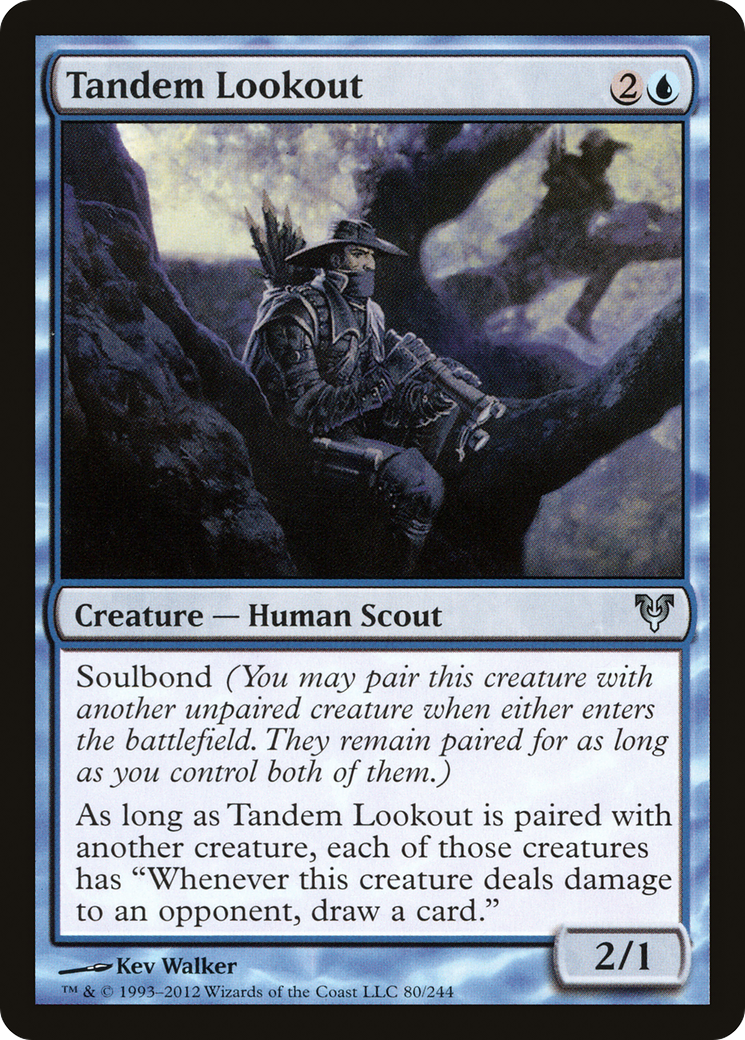 Tandem Lookout 2
Creature — Human Scout
Soulbond (You may pair this creature with
another unpaired creature when either enters
the battlefield. They remain paired for as long
as you control both of them.)
As long as Tandem Lookout is paired with
another creature, each of those creatures
has “Whenever this creature deals damage
to an opponent, draw a card.”
2/1
Kev Walker
™ & © 1993–2012 Wizards of the Coast LLC 80/244